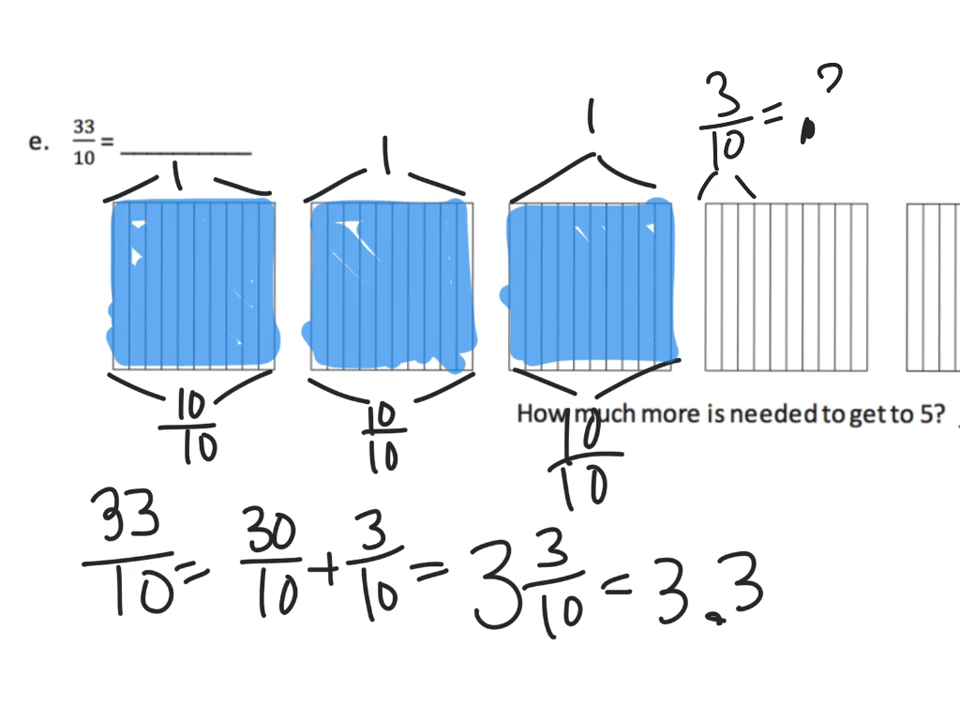 3/10 = . ?
1
1
e. 33/10 = ____________
1
10/10
10/10
How much more is needed to get to 5?
10/10
33/10 = 30/10 + 3/10 = 3 3/10 = 3.3